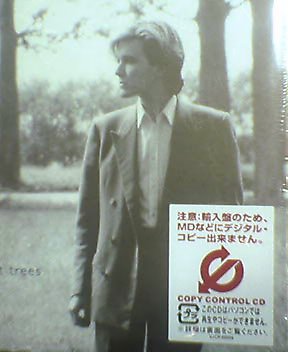 t trees
注意:輸入盤のため、
MDなどにデジタル・
コピー出来ません。
COPY CONTROL CD
このCDはパソコンでは
再生やコピーができません。
※詳細は裏面をご覧ください。